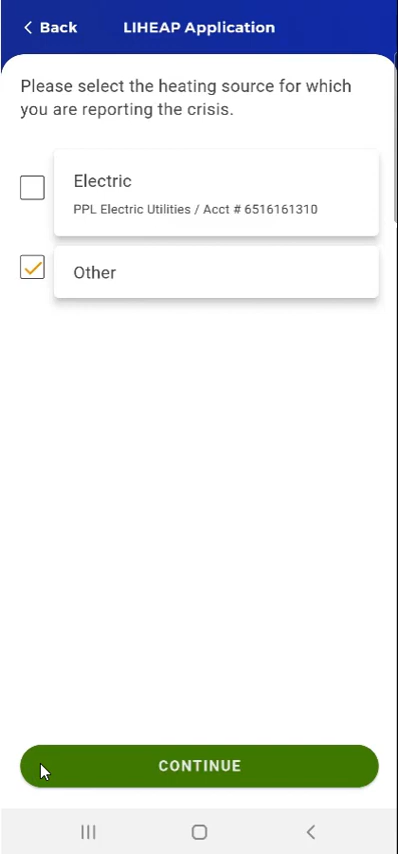 Back LIHEAP Application
Please select the heating source for which
you are reporting the crisis.
Electric
PPL Electric Utilities / Acct # 6516161310
Other
CONTINUE